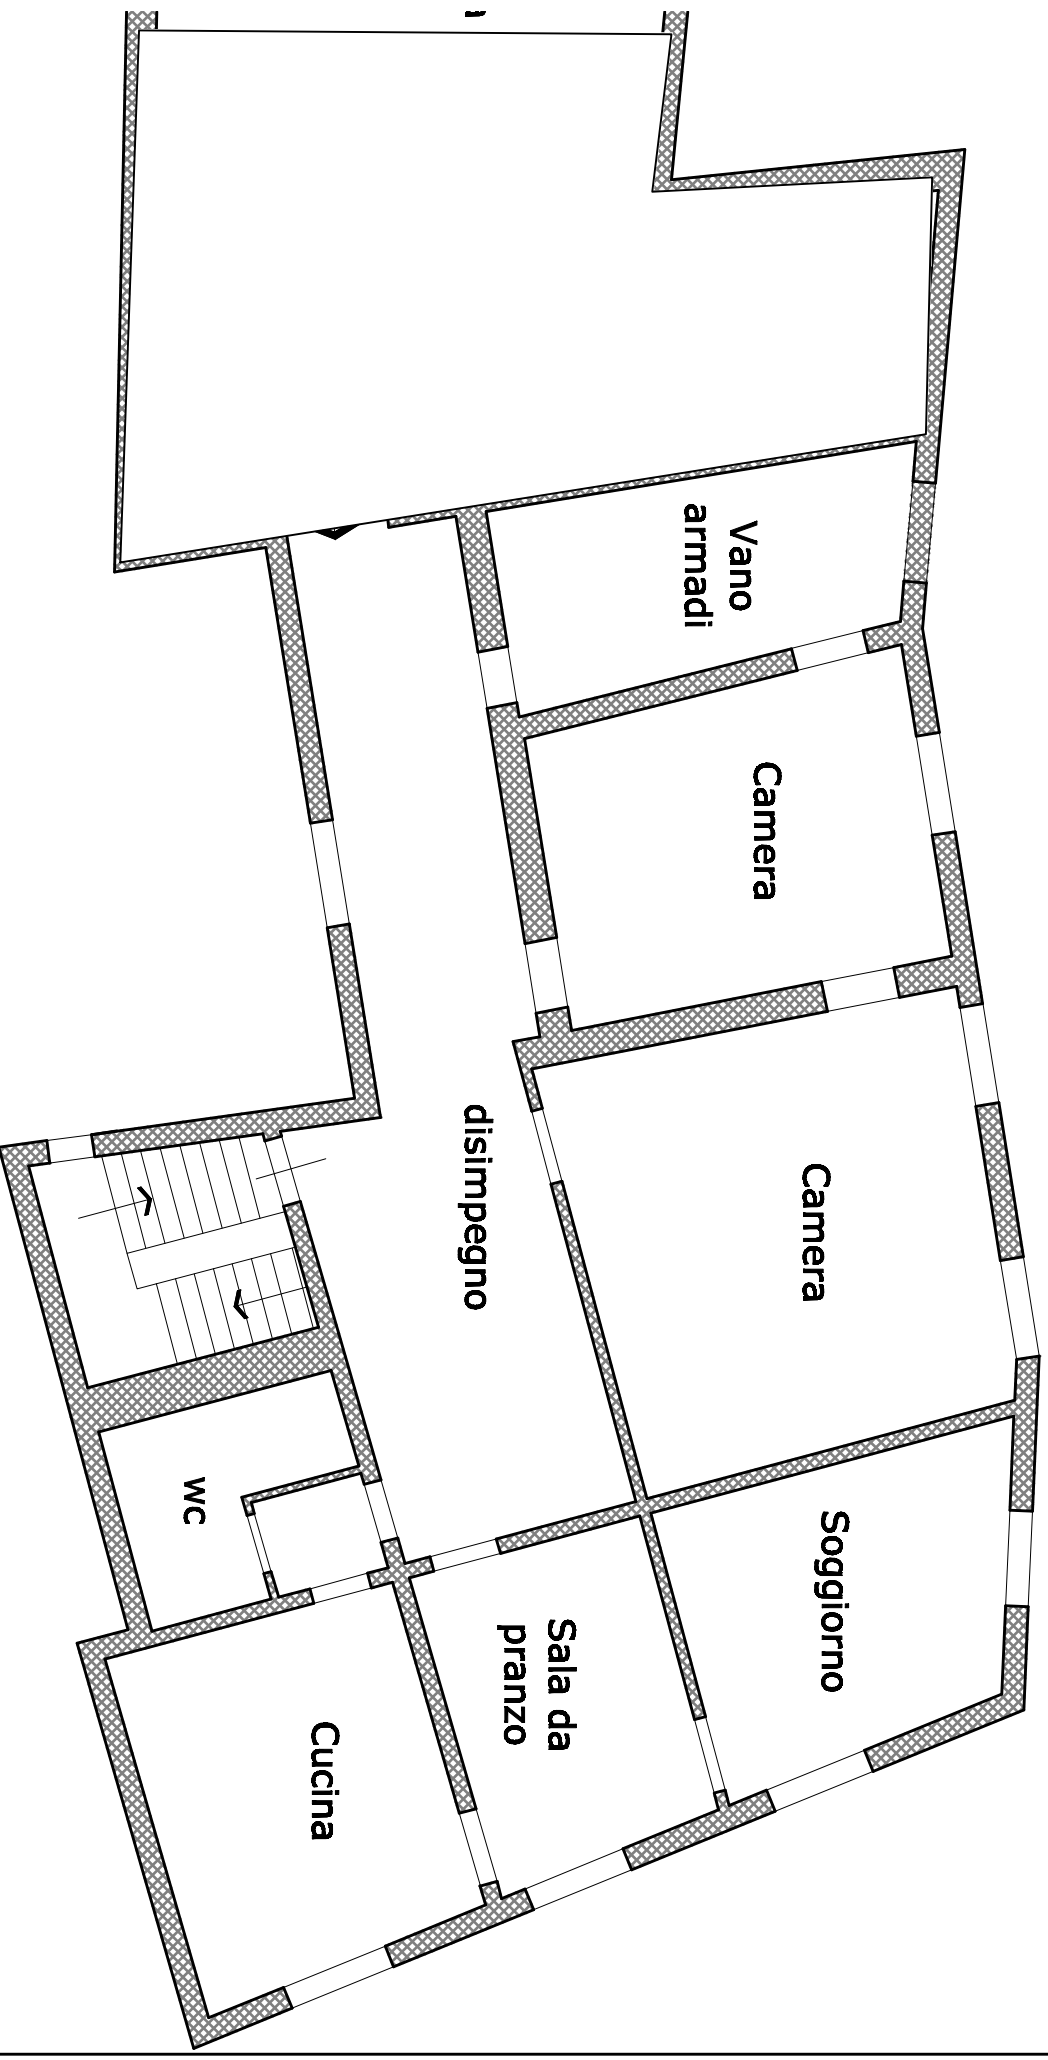 Vano
armadi
Camera
Camera
disimpegno
Soggiorno
wc
Sala da
pranzo
Cucina